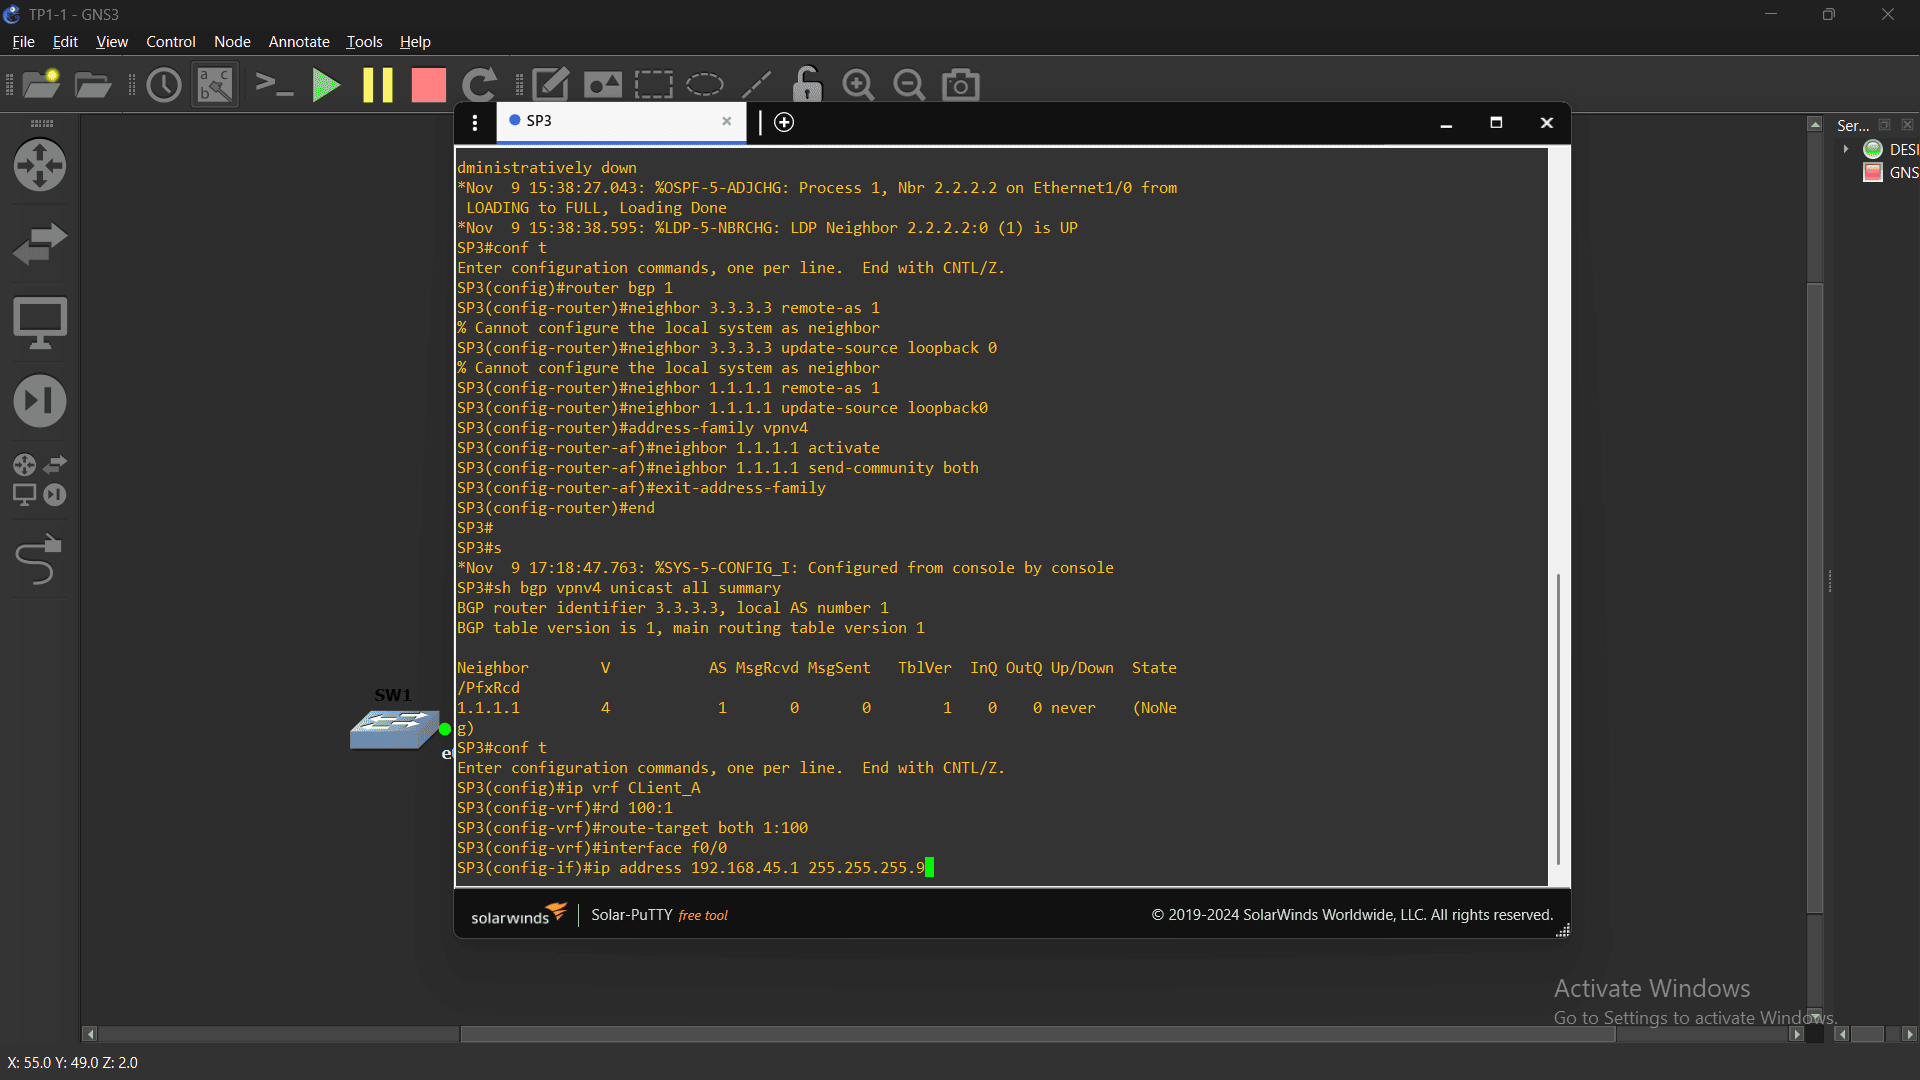 TP1-1 - GNS3
File Edit View Control Node Annotate Tools Help
SP3
Ser...
DESI
GNS
dministratively down
*Nov  9 15:38:27.043: %OSPF-5-ADJCHG: Process 1, Nbr 2.2.2.2 on Ethernet1/0 from
 LOADING to FULL, Loading Done
*Nov  9 15:38:38.595: %LDP-5-NBRCHG: LDP Neighbor 2.2.2.2:0 (1) is UP
SP3#conf t
Enter configuration commands, one per line.  End with CNTL/Z.
SP3(config)#router bgp 1
SP3(config-router)#neighbor 3.3.3.3 remote-as 1
% Cannot configure the local system as neighbor
SP3(config-router)#neighbor 3.3.3.3 update-source loopback 0
% Cannot configure the local system as neighbor
SP3(config-router)#neighbor 1.1.1.1 remote-as 1
SP3(config-router)#neighbor 1.1.1.1 update-source loopback0
SP3(config-router)#address-family vpnv4
SP3(config-router-af)#neighbor 1.1.1.1 activate
SP3(config-router-af)#neighbor 1.1.1.1 send-community both
SP3(config-router-af)#exit-address-family
SP3(config-router)#end
SP3#
SP3#s
*Nov  9 17:18:47.763: %SYS-5-CONFIG_I: Configured from console by console
SP3#sh bgp vpnv4 unicast all summary
BGP router identifier 3.3.3.3, local AS number 1
BGP table version is 1, main routing table version 1
Neighbor        V           AS MsgRcvd MsgSent   TblVer  InQ OutQ Up/Down  State
/PfxRcd
1.1.1.1         4            1       0       0        1    0    0 never    (NoNe
g)
SP3#conf t
Enter configuration commands, one per line.  End with CNTL/Z.
SP3(config)#ip vrf CLient_A
SP3(config-vrf)#rd 100:1
SP3(config-vrf)#route-target both 1:100
SP3(config-vrf)#interface f0/0
SP3(config-if)#ip address 192.168.45.1 255.255.255.9
SW1
e
solarwinds
Solar-PuTTY free tool
© 2019-2024 SolarWinds Worldwide, LLC. All rights reserved.
Activate Windows
Go to Settings to activate Windows.
X: 55.0 Y: 49.0 Z: 2.0